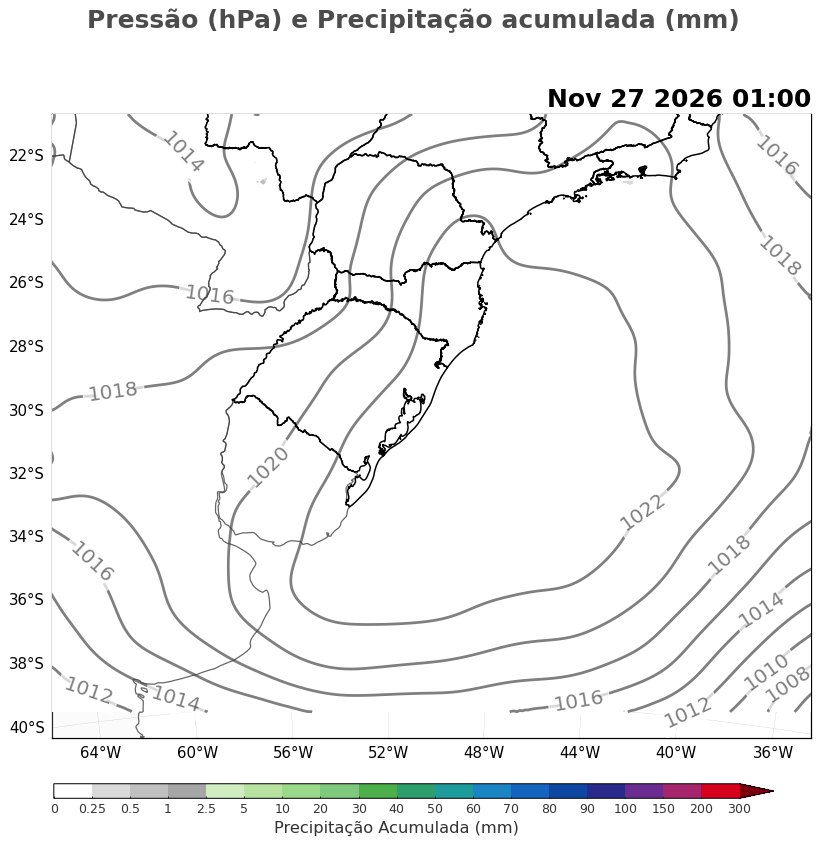 Pressão (hPa) e Precipitação acumulada (mm)
Nov 27 2026 01:00
1014
1016
22°S
24°S
1018
26°S
1016
28°S
1018
30°S
1020
32°S
1022
34°S
1016
1018
36°S
1014
38°S
1010
1008
1012
1014
1016
1012
40°S
64°W 60°W 56°W 52°W 48°W 44°W 40°W 36°W
0 0.25 0.5 1 2.5 5 10 20 30 40 50 60 70 80 90 100 150 200 300
Precipitação Acumulada (mm)